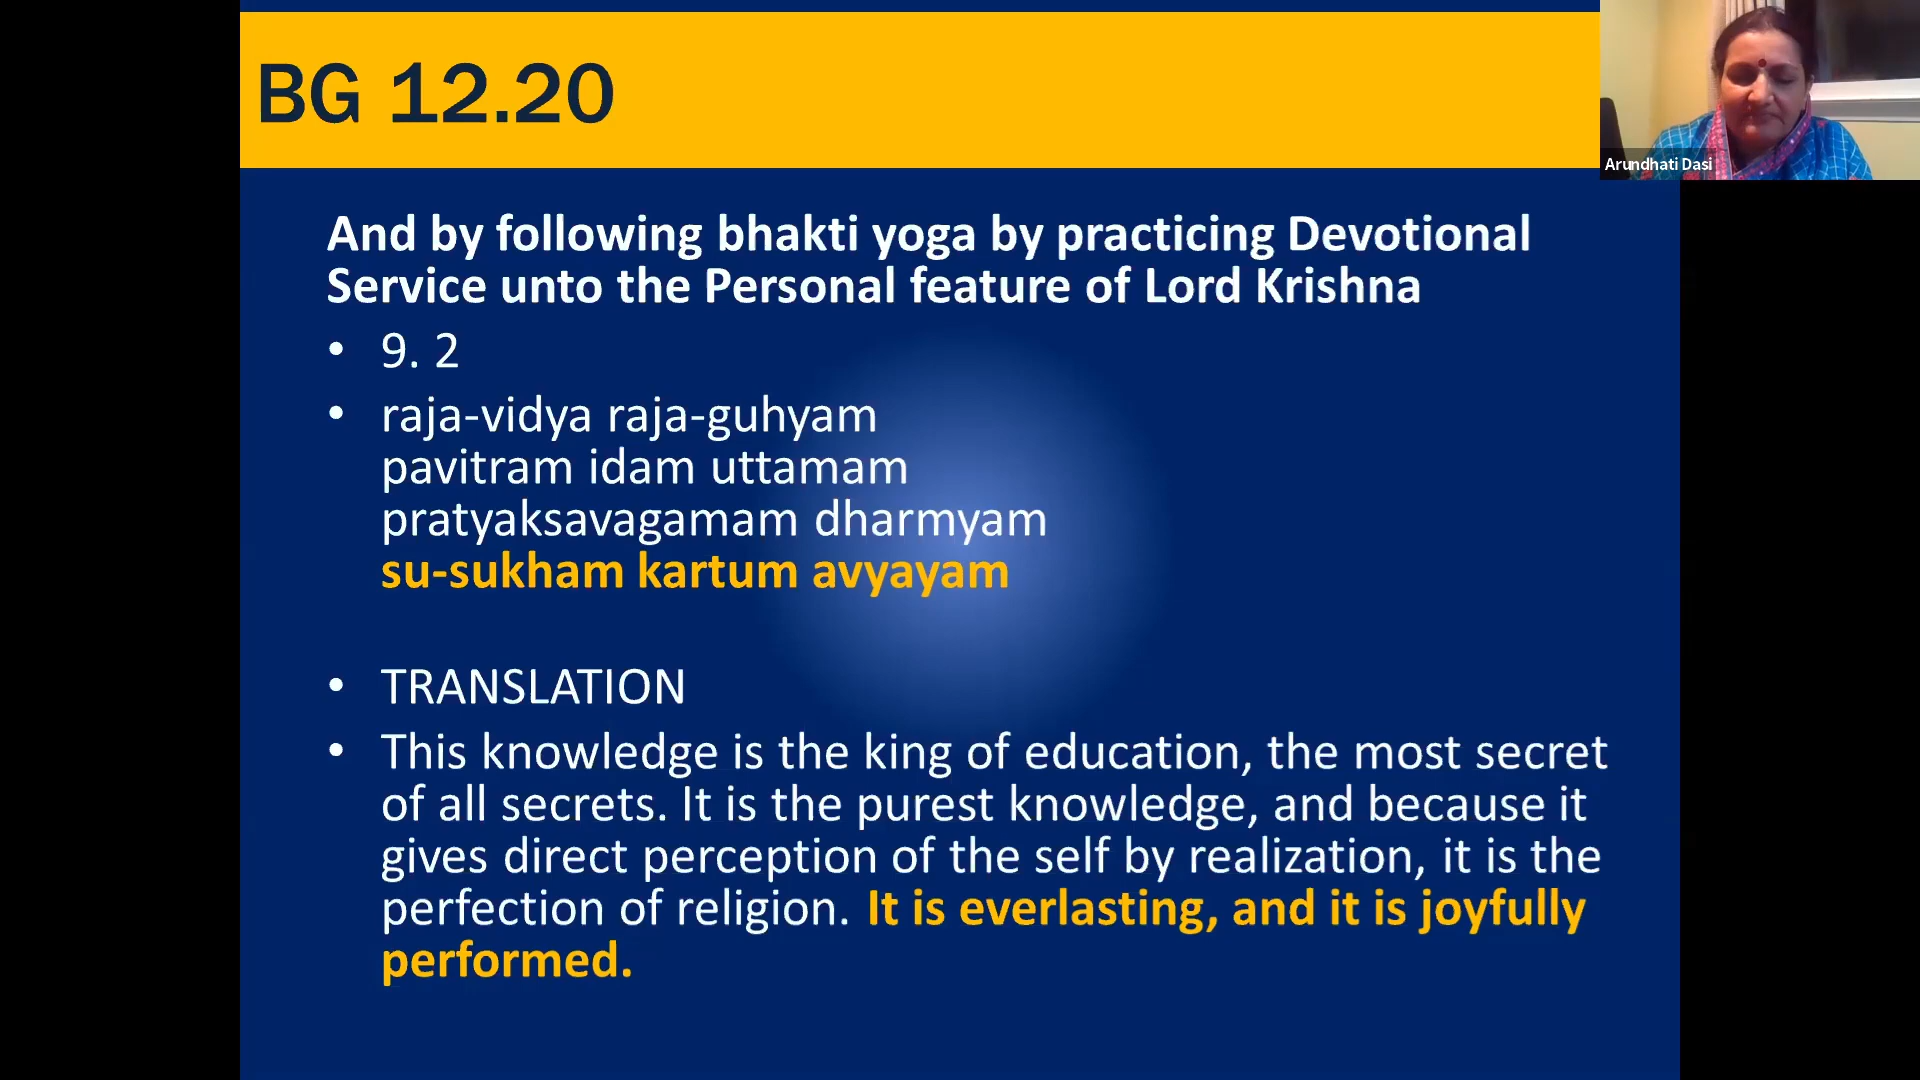 BG 12.20
Arundhati Dasi
And by following bhakti yoga by practicing Devotional
Service unto the Personal feature of Lord Krishna
• 9. 2
• raja-vidya raja-guhyam
pavitram idam uttamam
pratyaksavagamam dharmyam
su-sukham kartum avyayam
• TRANSLATION
• This knowledge is the king of education, the most secret
of all secrets. It is the purest knowledge, and because it
gives direct perception of the self by realization, it is the
perfection of religion. It is everlasting, and it is joyfully
performed.